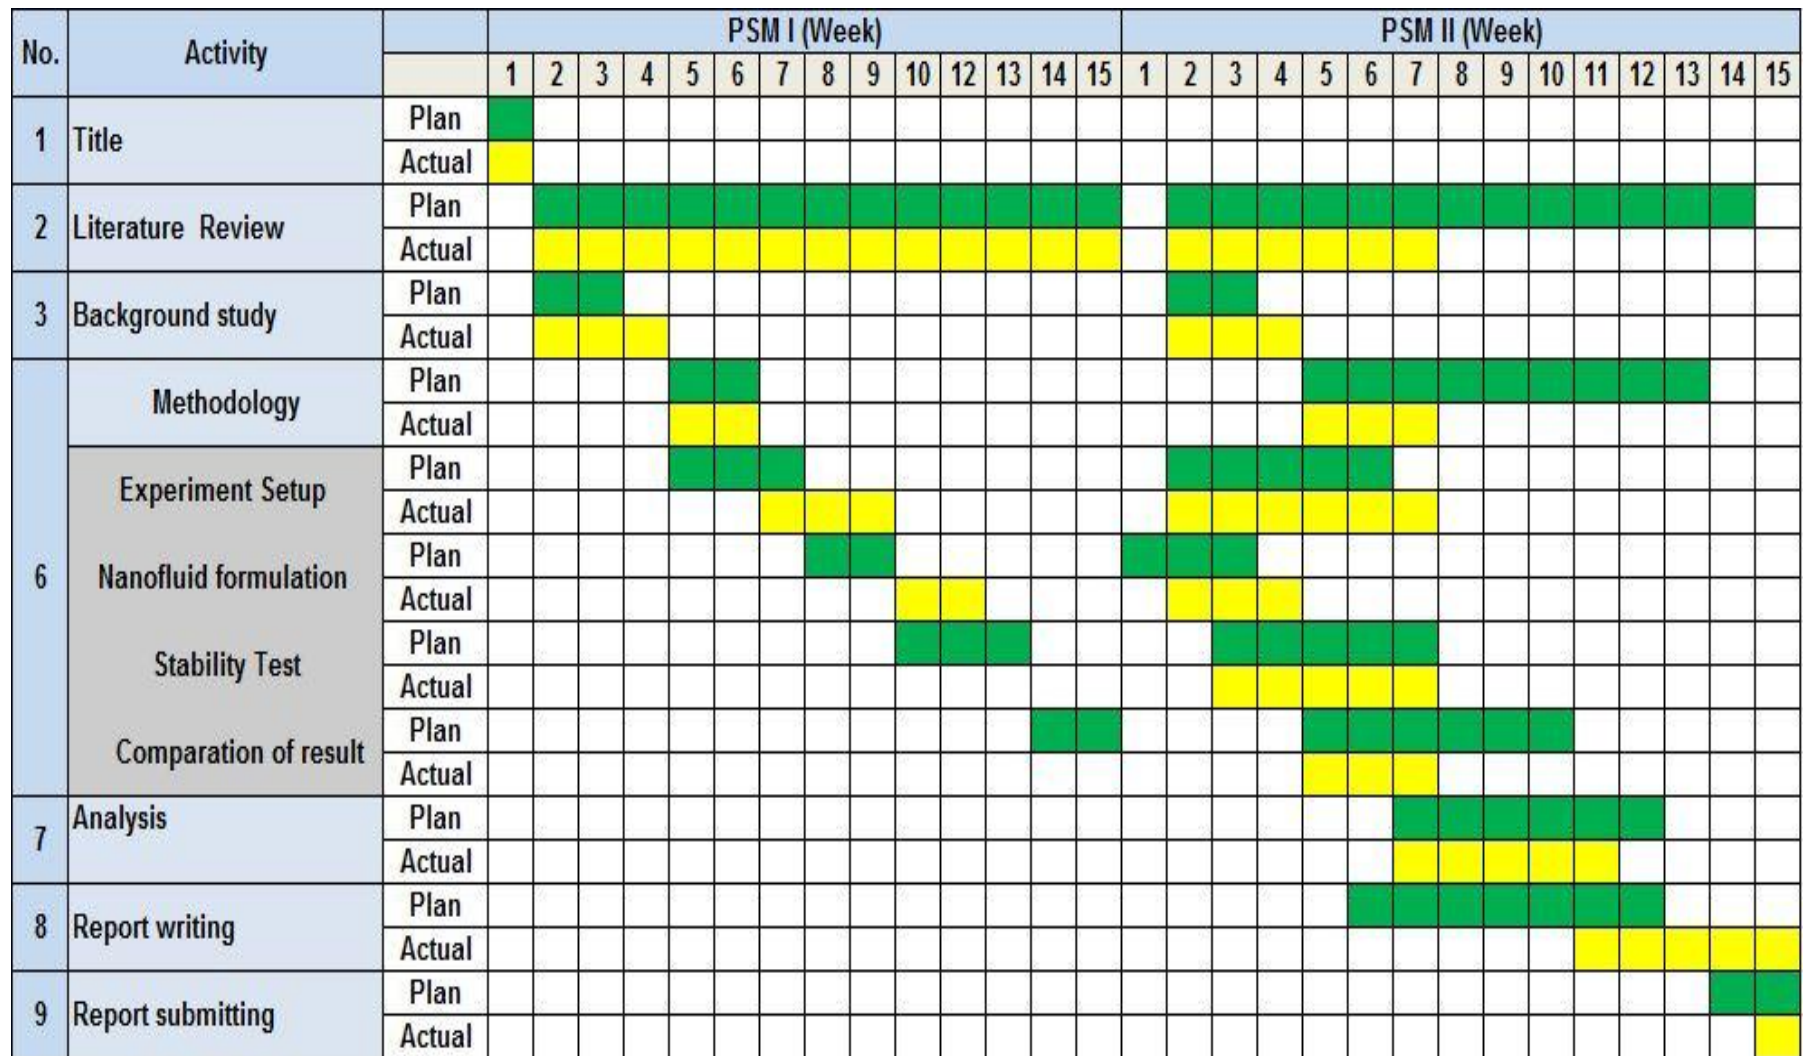 No. Activity PSM I (Week) PSM II (Week)
1 2 3 4 5 6 7 8 9 10 12 13 14 15 1 2 3 4 5 6 7 8 9 10 11 12 13 14 15
1 Title Plan
Actual
2 Literature Review Plan
Actual
3 Background study Plan
Actual
Methodology Plan
Actual
6 Experiment Setup Plan
Actual
Nanofluid formulation Plan
Actual
Stability Test Plan
Actual
Comparation of result Plan
Actual
7 Analysis Plan
Actual
8 Report writing Plan
Actual
9 Report submitting Plan
Actual